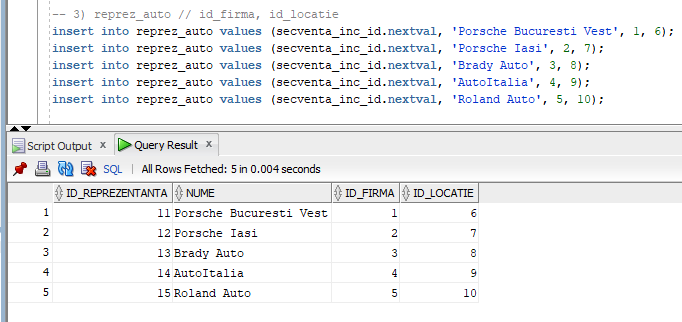 -- 3) reprez_auto // id_firma, id_locatie
insert into reprez_auto values (secventa_inc_id.nextval, 'Porsche Bucuresti Vest', 1, 6);
insert into reprez_auto values (secventa_inc_id.nextval, 'Porsche Iasi', 2, 7);
insert into reprez_auto values (secventa_inc_id.nextval, 'Brady Auto', 3, 8);
insert into reprez_auto values (secventa_inc_id.nextval, 'AutoItalia', 4, 9);
insert into reprez_auto values (secventa_inc_id.nextval, 'Roland Auto', 5, 10);
Script Output x Query Result x
SQL | All Rows Fetched: 5 in 0.004 seconds
ID_REPREZENTANTA NUME ID_FIRMA ID_LOCATIE
1 11 Porsche Bucuresti Vest 1 6
2 12 Porsche Iasi 2 7
3 13 Brady Auto 3 8
4 14 AutoItalia 4 9
5 15 Roland Auto 5 10